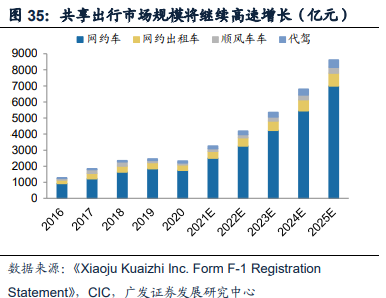 图 35：共享出行市场规模将继续高速增长（亿元）
网约车 网约出租车 顺风车车 代驾
9000
8000
7000
6000
5000
4000
3000
2000
1000
0
2016 2017 2018 2019 2020 2021E 2022E 2023E 2024E 2025E
数据来源：《Xiaoju Kuaizhi Inc. Form F-1 Registration
Statement》，CIC，广发证券发展研究中心